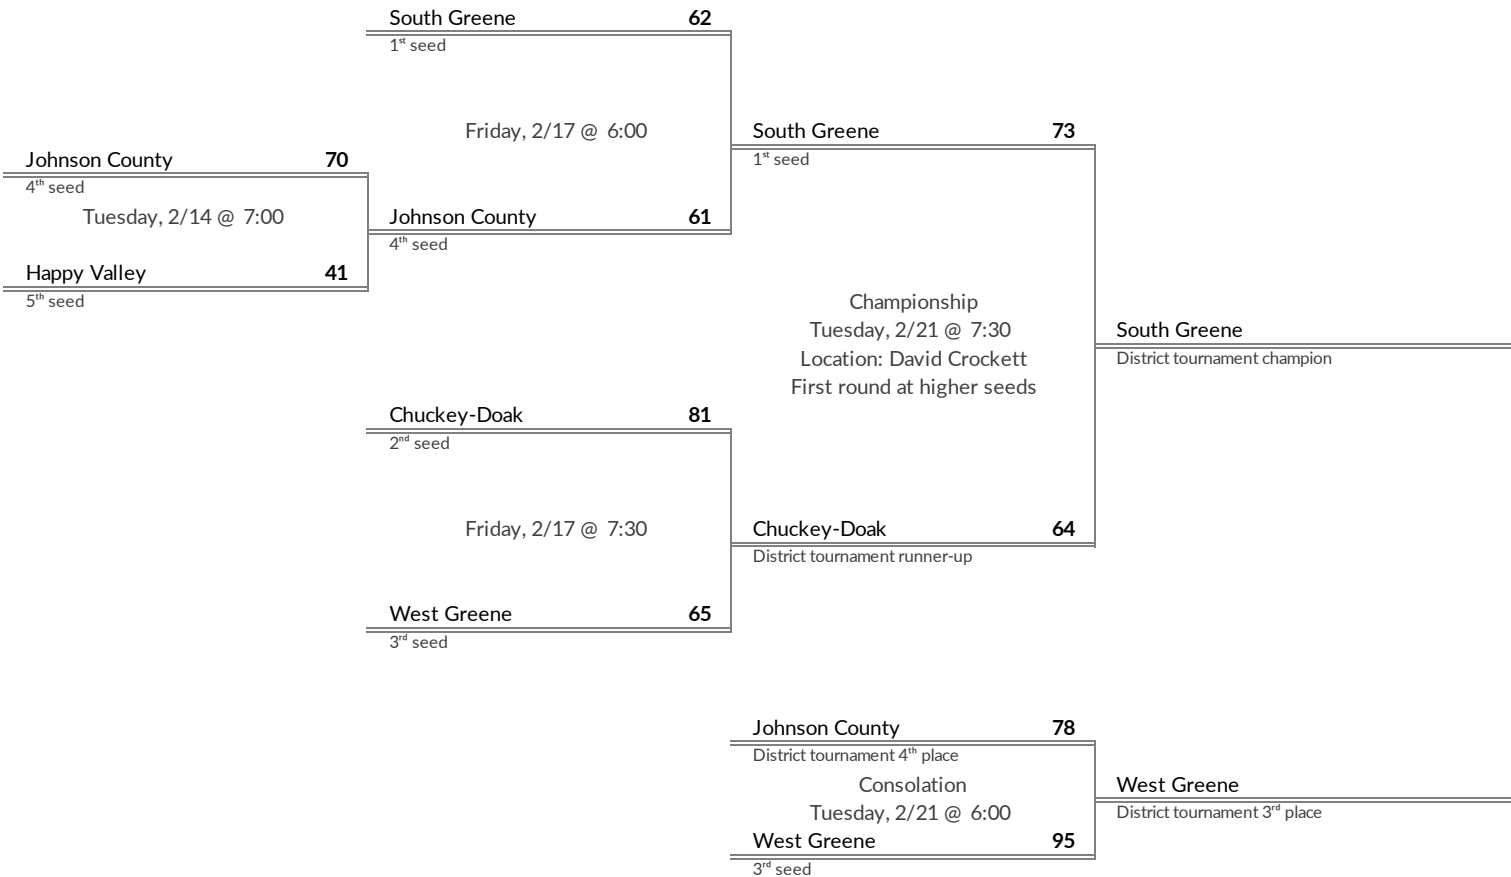 South Greene 62
1st seed
Friday, 2/17 @ 6:00
South Greene 73
1st seed
Johnson County 70
4th seed
Tuesday, 2/14 @ 7:00
Johnson County 61
4th seed
Happy Valley 41
5th seed
Championship
Tuesday, 2/21 @ 7:30
Location: David Crockett
First round at higher seeds
South Greene
District tournament champion
Chuckey-Doak 81
2nd seed
Friday, 2/17 @ 7:30
Chuckey-Doak 64
District tournament runner-up
West Greene 65
3rd seed
Johnson County 78
District tournament 4th place
Consolation
Tuesday, 2/21 @ 6:00
West Greene
District tournament 3rd place
West Greene 95
3rd seed